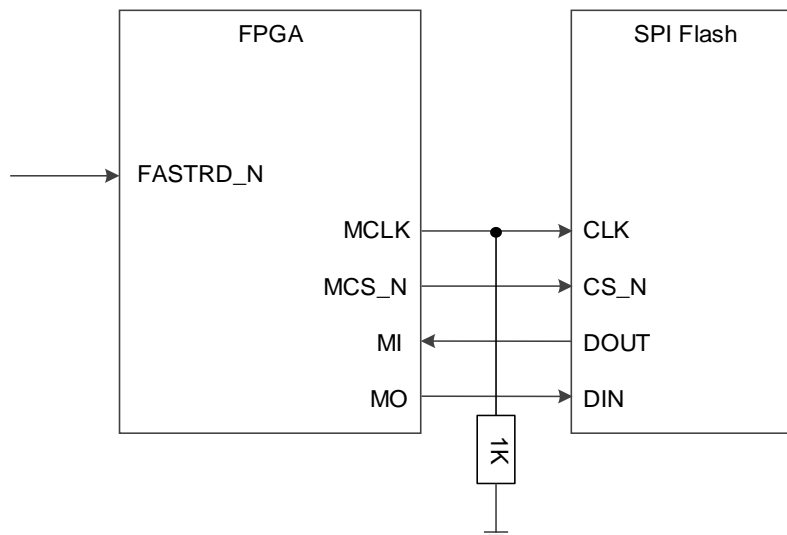 FPGA
SPI Flash
FASTRD_N
MCLK
CLK
MCS_N
CS_N
MI
DOUT
MO
DIN
1K